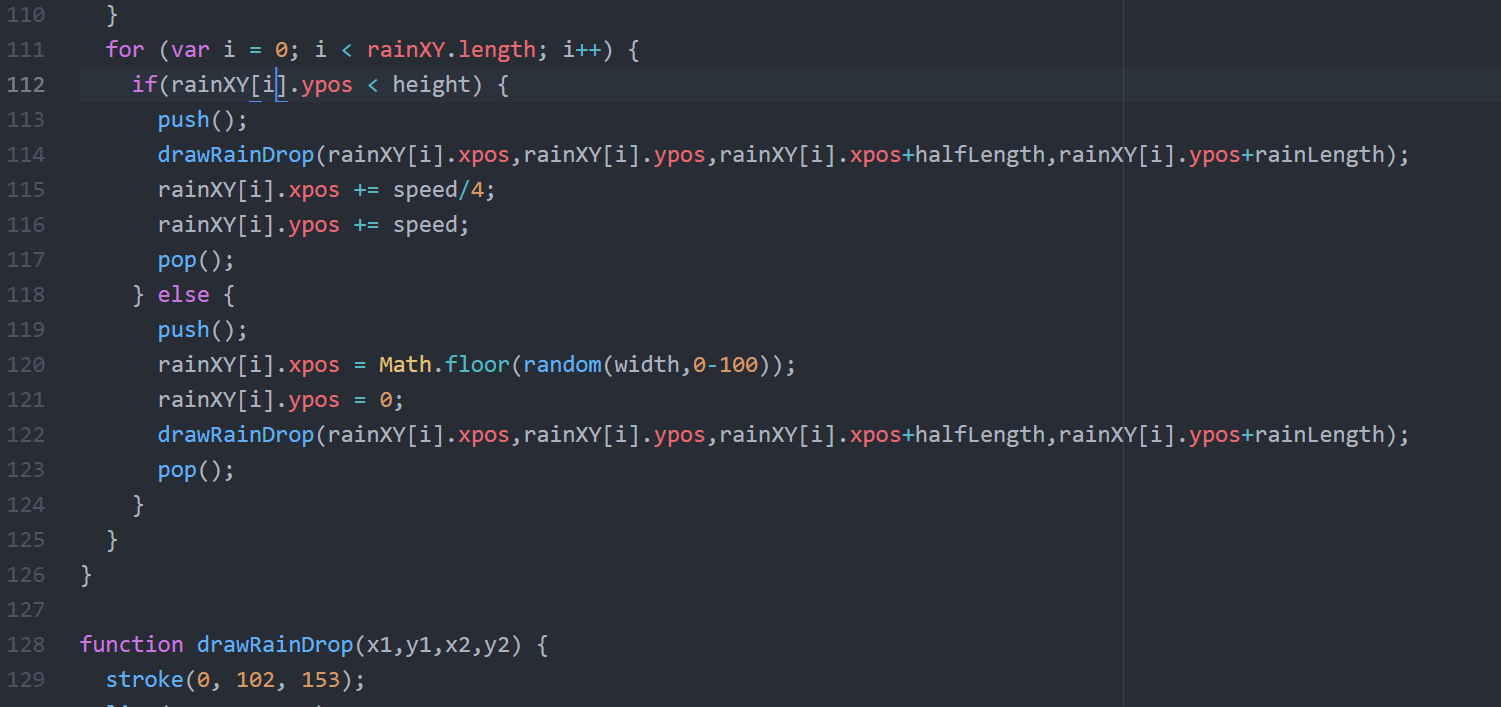 110 }
111 for (var i = 0; i < rainXY.length; i++) {
112 if(rainXY[i].ypos < height) {
113 push();
114 drawRainDrop(rainXY[i].xpos,rainXY[i].ypos,rainXY[i].xpos+halfLength,rainXY[i].ypos+rainLength);
115 rainXY[i].xpos += speed/4;
116 rainXY[i].ypos += speed;
117 pop();
118 } else {
119 push();
120 rainXY[i].xpos = Math.floor(random(width,0-100));
121 rainXY[i].ypos = 0;
122 drawRainDrop(rainXY[i].xpos,rainXY[i].ypos,rainXY[i].xpos+halfLength,rainXY[i].ypos+rainLength);
123 pop();
124 }
125 }
126 }
127
128 function drawRainDrop(x1,y1,x2,y2) {
129 stroke(0, 102, 153);